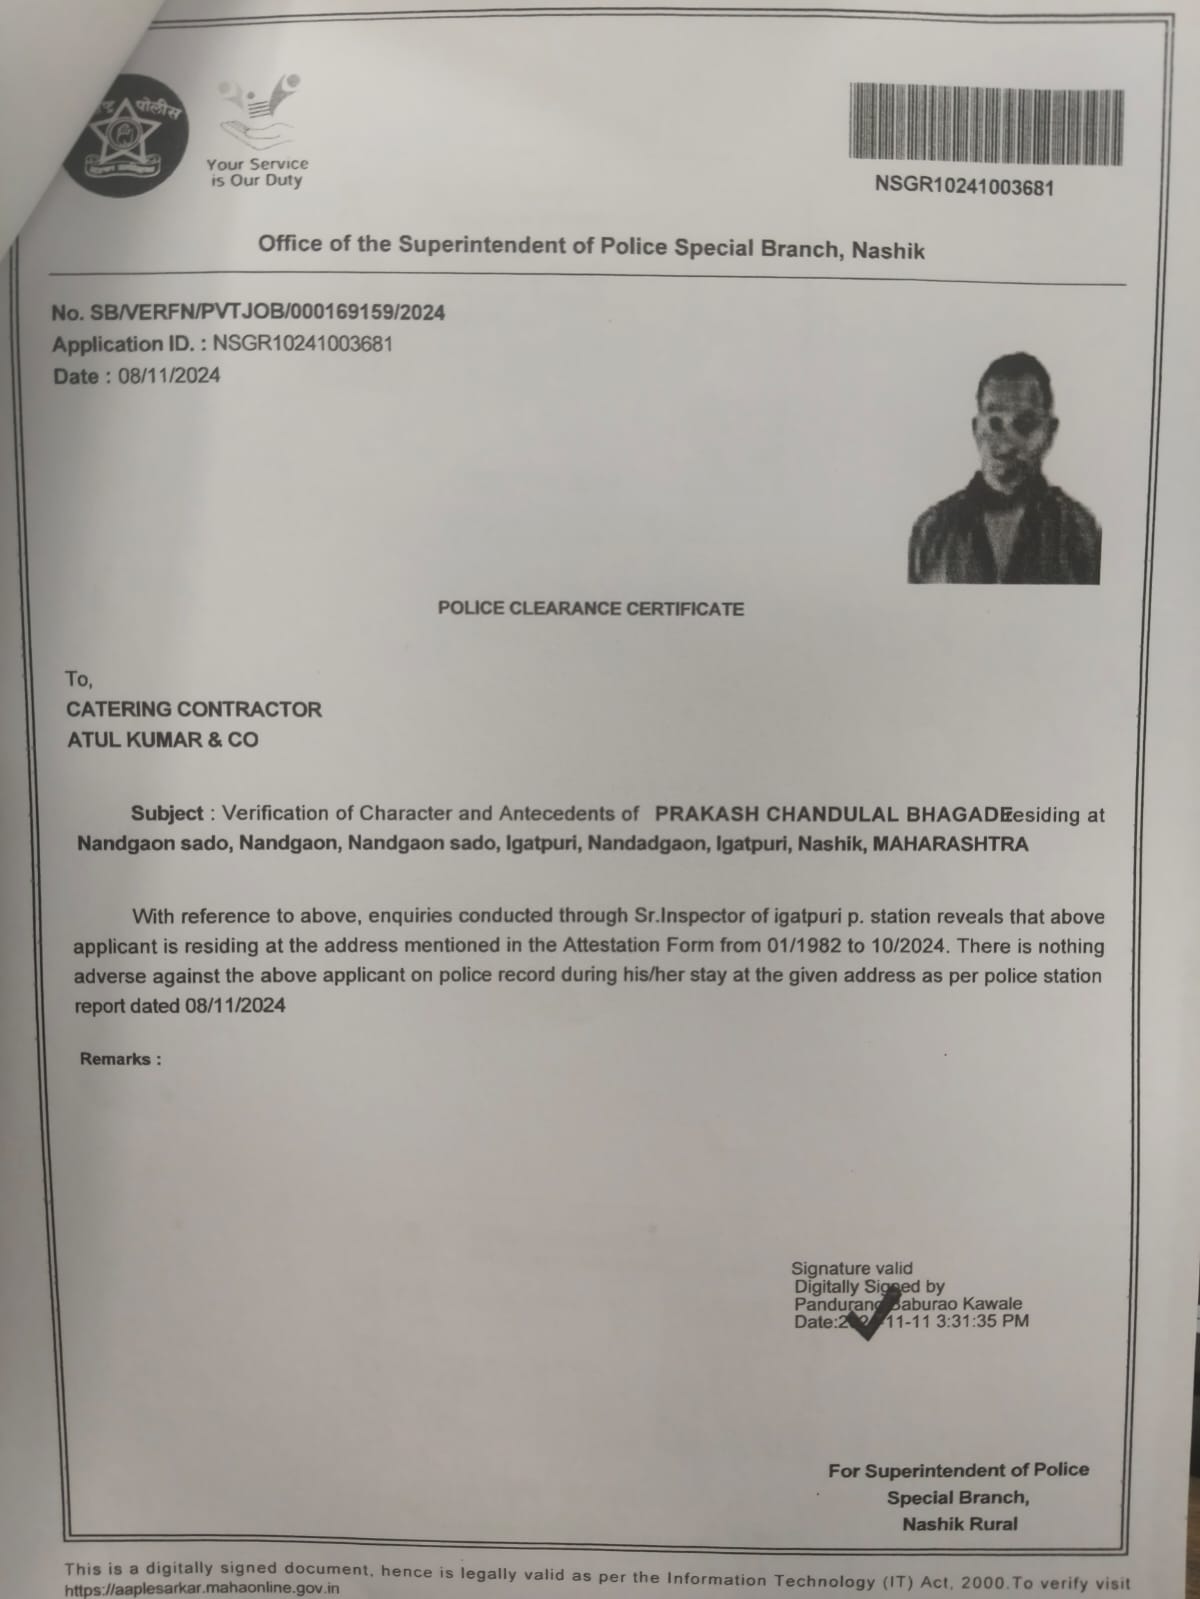 पोलीस
Your Service
is Our Duty
NSGR10241003681
Office of the Superintendent of Police Special Branch, Nashik
No. SB/VERFN/PVTJOB/000169159/2024
Application ID. : NSGR10241003681
Date : 08/11/2024
POLICE CLEARANCE CERTIFICATE
To,
CATERING CONTRACTOR
ATUL KUMAR & CO
Subject : Verification of Character and Antecedents of PRAKASH CHANDULAL BHAGADEesiding at
Nandgaon sado, Nandgaon, Nandgaon sado, Igatpuri, Nandadgaon, Igatpuri, Nashik, MAHARASHTRA
With reference to above, enquiries conducted through Sr.Inspector of igatpuri p. station reveals that above
applicant is residing at the address mentioned in the Attestation Form from 01/1982 to 10/2024. There is nothing
adverse against the above applicant on police record during his/her stay at the given address as per police station
report dated 08/11/2024
Remarks :
Signature valid
Digitally Signed by
Pandurang Baburao Kawale
Date:2024-11-11 3:31:35 PM
For Superintendent of Police
Special Branch,
Nashik Rural
This is a digitally signed document, hence is legally valid as per the Information Technology (IT) Act, 2000.To verify visit
https://aaplesarkar.mahaonline.gov.in